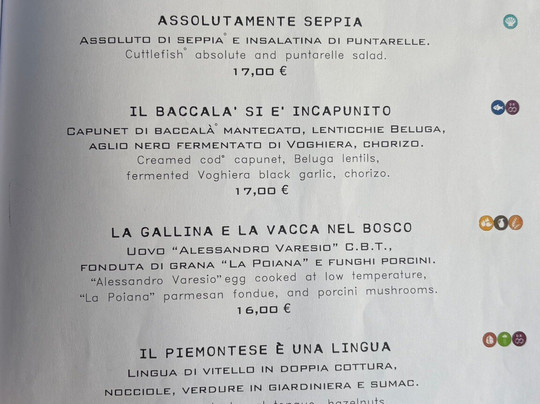 ASSOLUTAMENTE SEPPIA
ASSOLUTO DI SEPPIA° E INSALATINA DI PUNTARELLE.
Cuttlefish° absolute and puntarelle salad.
17,00 €
IL BACCALA' SI E' INCAPUNITO
CAPUNET DI BACCALÀ° MANTECATO, LENTICCHIE BELUGA,
AGLIO NERO FERMENTATO DI VOGHIERA, CHORIZO.
Creamed cod° capunet, Beluga lentils,
fermented Voghiera black garlic, chorizo.
17,00 €
LA GALLINA E LA VACCA NEL BOSCO
UOVO "ALESSANDRO VARESIO" C.B.T.,
FONDUTA DI GRANA "LA POIANA" E FUNGHI PORCINI.
"Alessandro Varesio" egg cooked at low temperature,
"La Poiana" parmesan fondue, and porcini mushrooms.
16,00 €
IL PIEMONTESE È UNA LINGUA
LINGUA DI VITELLO IN DOPPIA COTTURA,
NOCCIOLE, VERDURE IN GIARDINIERA E SUMAC.
tongue, hazelnuts